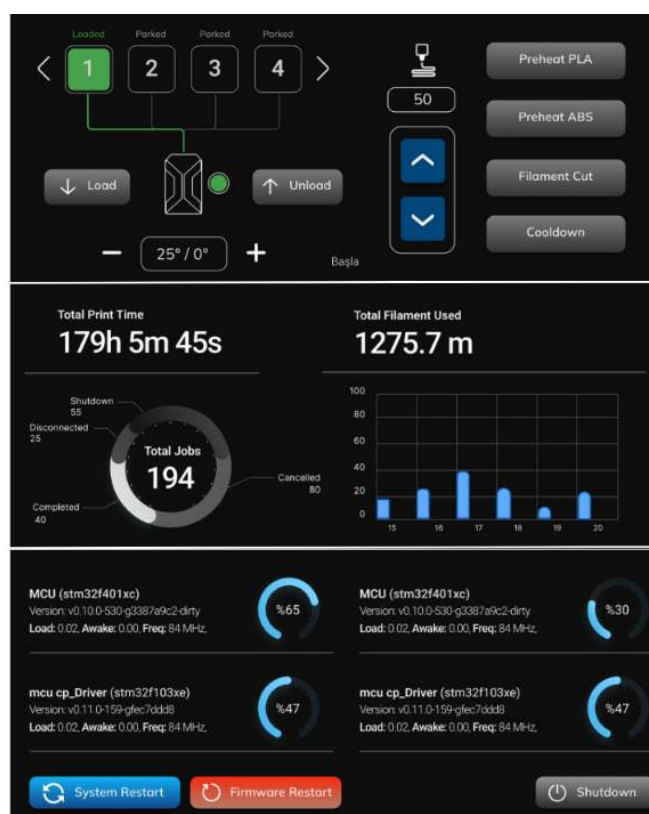 Loaded Parked Parked Parked
1 2 3 4
50
Preheat PLA
Preheat ABS
Filament Cut
Cooldown
Load
Unload
25° / 0°
Başla
Total Print Time
179h 5m 45s
Total Filament Used
1275.7 m
Shutdown
55
Disconnected
25
Total Jobs
194
Cancelled
80
Completed
40
100
80
60
40
20
0
15 16 17 18 19 20
MCU (stm32f401xc)
Version: v0.10.0-530-g3387a9c2-dirty
Load: 0.02, Awake: 0.00, Freq: 84 MHz,
%65
MCU (stm32f401xc)
Version: v0.10.0-530-g3387a9c2-dirty
Load: 0.02, Awake: 0.00, Freq: 84 MHz,
%30
mcu cp_Driver (stm32f103xe)
Version: v0.11.0-159-gfec7ddd8
Load: 0.02, Awake: 0.00, Freq: 84 MHz,
%47
mcu cp_Driver (stm32f103xe)
Version: v0.11.0-159-gfec7ddd8
Load: 0.02, Awake: 0.00, Freq: 84 MHz,
%47
System Restart
Firmware Restart
Shutdown